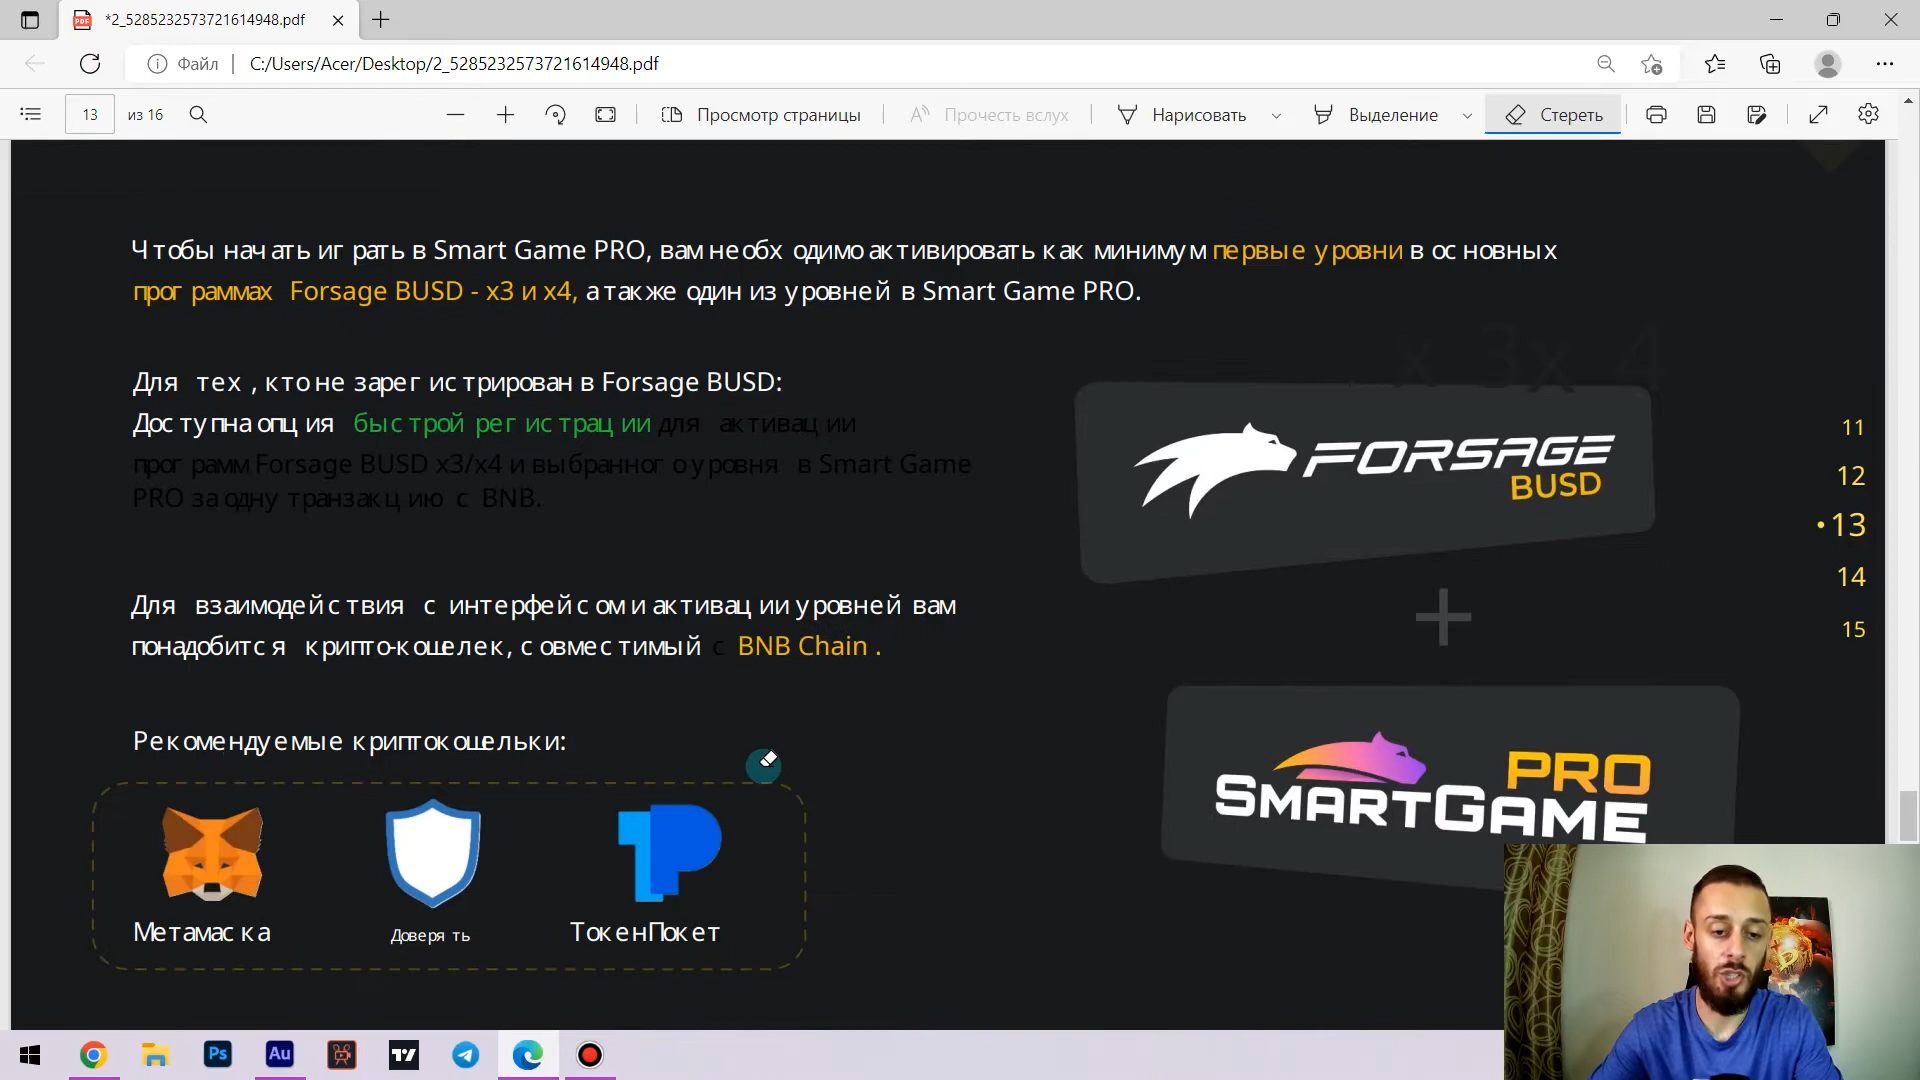 *2_5285232573721614948.pdf
Файл
C:/Users/Acer/Desktop/2_5285232573721614948.pdf
13 из 16
Просмотр страницы
Прочесть вслух
Нарисовать
Выделение
Стереть
Чтобы начать играть в Smart Game PRO, вам необходимо активировать как минимум первые уровни в основных
программах Forsage BUSD - x3 и x4, а также один из уровней в Smart Game PRO.
x 3x 4
Для тех, кто не зарегистрирован в Forsage BUSD:
Доступна опция быстрой регистрации для активации
программ Forsage BUSD x3/x4 и выбранного уровня в Smart Game
PRO за одну транзакцию с BNB.
FORSAGE
BUSD
11
12
•13
14
15
+
Для взаимодействия с интерфейсом и активации уровней вам
понадобится крипто-кошелек, совместимый с BNB Chain .
Рекомендуемые криптокошельки:
PRO
SMARTGAME
Метамаска
Доверять
ТокенПокет
Ps
Au